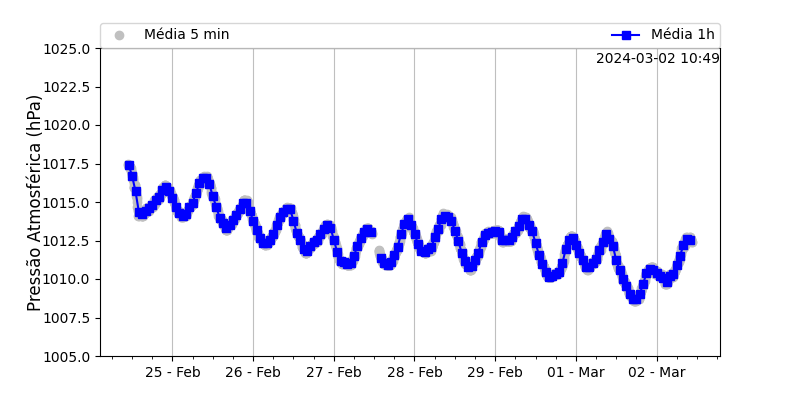 Média 5 min
Média 1h
2024-03-02 10:49
Pressão Atmosférica (hPa)
1025.0
1022.5
1020.0
1017.5
1015.0
1012.5
1010.0
1007.5
1005.0
25 - Feb
26 - Feb
27 - Feb
28 - Feb
29 - Feb
01 - Mar
02 - Mar